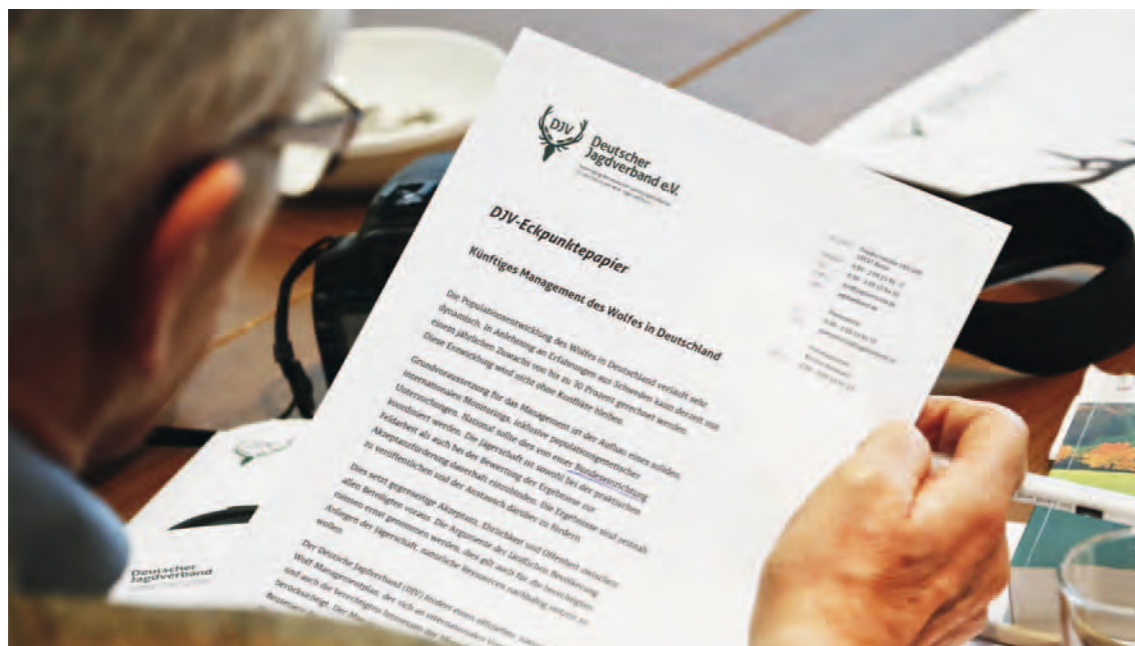 DJV
Deutscher
Jagdverband e.V.
DJV-Eckpunktepapier
Künftiges Management des Wolfes in Deutschland
Die Populationsentwicklung des Wolfes in Deutschland verläuft sehr
dynamisch. In Anlehnung an Erfahrungen aus Schweden kann derzeit mit
einem jährlichen Zuwachs von bis zu 30 Prozent gerechnet werden.
Diese Entwicklung wird nicht ohne Konflikte bleiben.
Grundvoraussetzung für das Management ist der Aufbau eines soliden
internationalen Monitorings, inklusive populationsgenetischer
Untersuchungen. National sollte dies von einer Bundeseinrichtung
koordiniert werden. Die Jägerschaft ist sowohl bei der praktischen
Feldarbeit als auch bei der Bewertung der Ergebnisse zur
Akzeptanzförderung dauerhaft einzubinden. Die Ergebnisse sind zeitnah
zu veröffentlichen und der Austausch darüber zu fördern.
Dies setzt gegenseitige Akzeptanz, Ehrlichkeit und Offenheit zwischen
allen Beteiligten voraus. Die Argumente der ländlichen Bevölkerung
müssen ernst genommen werden, dies gilt auch für die berechtigten
Anliegen der Jägerschaft, natürliche Ressourcen nachhaltig nutzen zu
wollen.
Der Deutsche Jagdverband (DJV) fordert einen offiziellen
Wolf-Managementplan, der sich an internationalen
und auch die berechtigten Interessen der
berücksichtigt. Der
Deutscher
Jagdverband